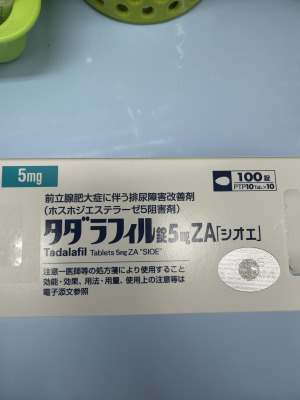 5mg
前立腺肥大症に伴う排尿障害改善剤
(ホスホジエステラーゼ5阻害剤)
100錠
PTP10Tab.×10
タダラフィル錠5mgZA「シオエ」
Tadalafil Tablets 5mg ZA "SIOE"
注意－医師等の処方箋により使用すること
効能・効果、用法・用量、使用上の注意等は
電子添文参照